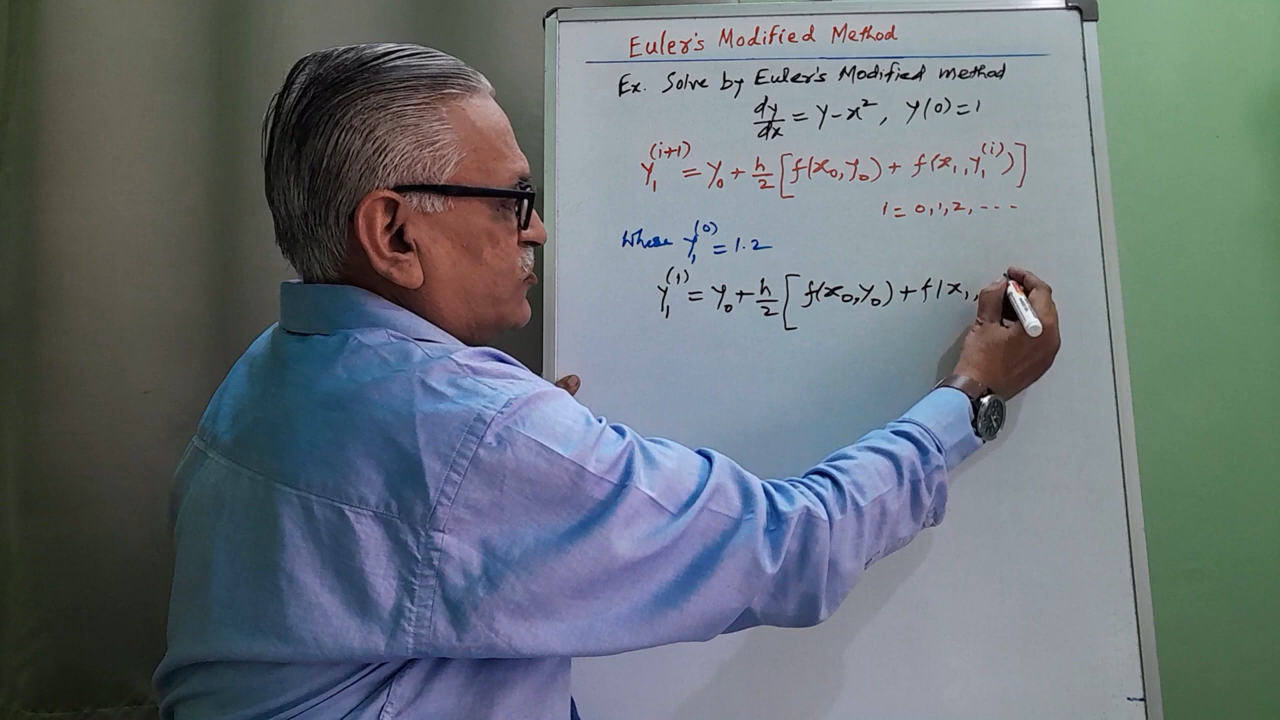 Euler's Modified Method
Ex. Solve by Euler's Modified method
dy/dx = y - x², y(0) = 1
y₁⁽ⁱ⁺¹⁾ = y₀ + h/2 [f(x₀, y₀) + f(x₁, y₁⁽ⁱ⁾)]
i = 0, 1, 2, ---
Where y₁⁽⁰⁾ = 1.2
y₁⁽¹⁾ = y₀ + h/2 [f(x₀, y₀) + f(x₁,